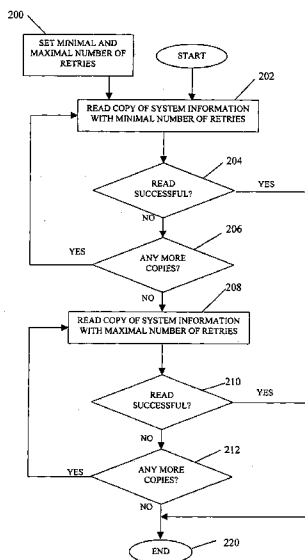 200
SET MINIMAL AND
MAXIMAL NUMBER OF
RETRIES
START
202
READ COPY OF SYSTEM INFORMATION
WITH MINIMAL NUMBER OF RETRIES
204
READ
SUCCESSFUL?
YES
NO
206
YES
ANY MORE
COPIES?
NO
208
READ COPY OF SYSTEM INFORMATION
WITH MAXIMAL NUMBER OF RETRIES
210
READ
SUCCESSFUL?
YES
NO
212
YES
ANY MORE
COPIES?
NO
END
220